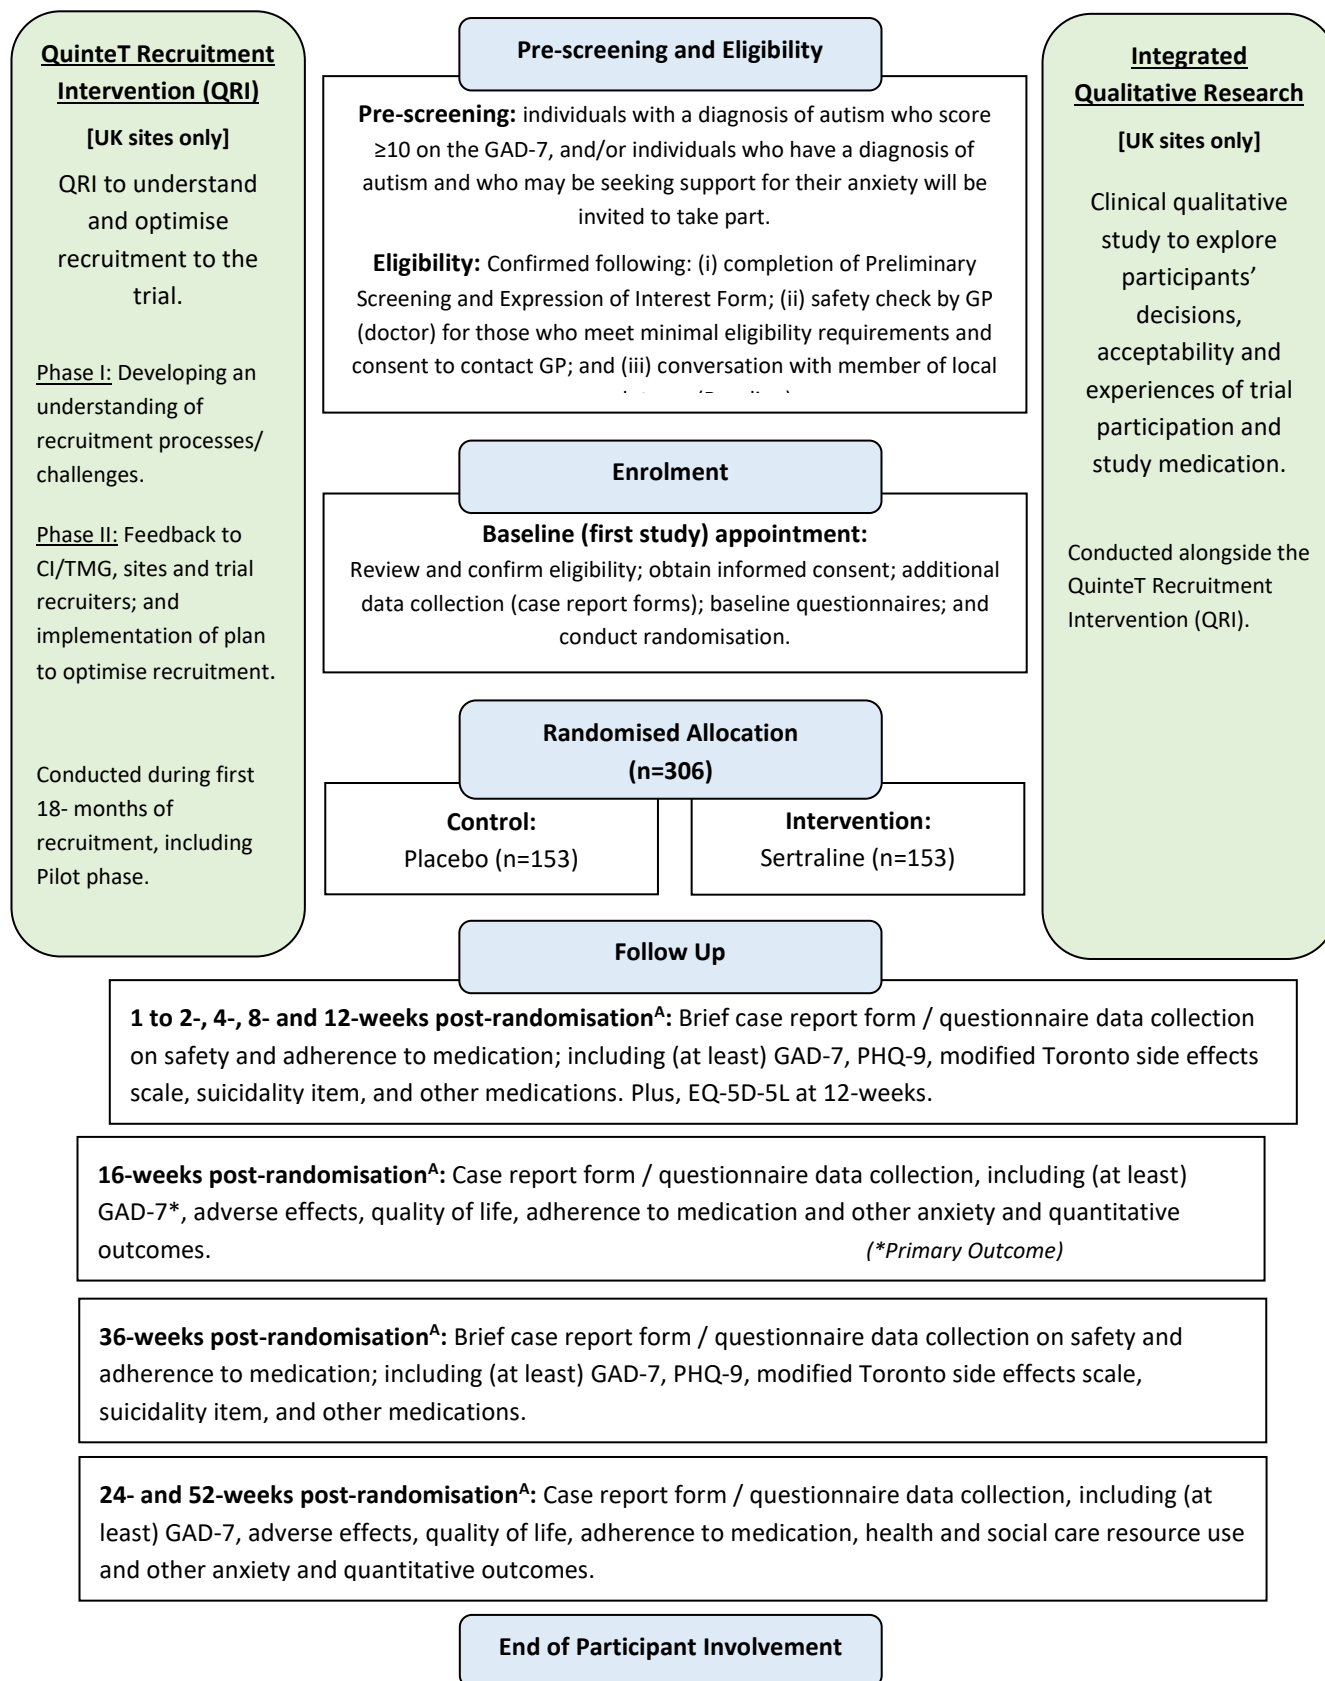 QuinteT Recruitment
Intervention (QRI)
[UK sites only]
QRI to understand
and optimise
recruitment to the
trial.
Phase I: Developing an
understanding of
recruitment processes/
challenges.
Phase II: Feedback to
CI/TMG, sites and trial
recruiters; and
implementation of plan
to optimise recruitment.
Conducted during first
18- months of
recruitment, including
Pilot phase.
Pre-screening and Eligibility
Pre-screening: individuals with a diagnosis of autism who score
≥10 on the GAD-7, and/or individuals who have a diagnosis of
autism and who may be seeking support for their anxiety will be
invited to take part.
Eligibility: Confirmed following: (i) completion of Preliminary
Screening and Expression of Interest Form; (ii) safety check by GP
(doctor) for those who meet minimal eligibility requirements and
consent to contact GP; and (iii) conversation with member of local
Enrolment
Baseline (first study) appointment:
Review and confirm eligibility; obtain informed consent; additional
data collection (case report forms); baseline questionnaires; and
conduct randomisation.
Randomised Allocation
(n=306)
Control:
Placebo (n=153)
Intervention:
Sertraline (n=153)
Integrated
Qualitative Research
[UK sites only]
Clinical qualitative
study to explore
participants’
decisions,
acceptability and
experiences of trial
participation and
study medication.
Conducted alongside the
QuinteT Recruitment
Intervention (QRI).
Follow Up
1 to 2-, 4-, 8- and 12-weeks post-randomisationᴬ: Brief case report form / questionnaire data collection
on safety and adherence to medication; including (at least) GAD-7, PHQ-9, modified Toronto side effects
scale, suicidality item, and other medications. Plus, EQ-5D-5L at 12-weeks.
16-weeks post-randomisationᴬ: Case report form / questionnaire data collection, including (at least)
GAD-7*, adverse effects, quality of life, adherence to medication and other anxiety and quantitative
outcomes. (*Primary Outcome)
36-weeks post-randomisationᴬ: Brief case report form / questionnaire data collection on safety and
adherence to medication; including (at least) GAD-7, PHQ-9, modified Toronto side effects scale,
suicidality item, and other medications.
24- and 52-weeks post-randomisationᴬ: Case report form / questionnaire data collection, including (at
least) GAD-7, adverse effects, quality of life, adherence to medication, health and social care resource use
and other anxiety and quantitative outcomes.
End of Participant Involvement